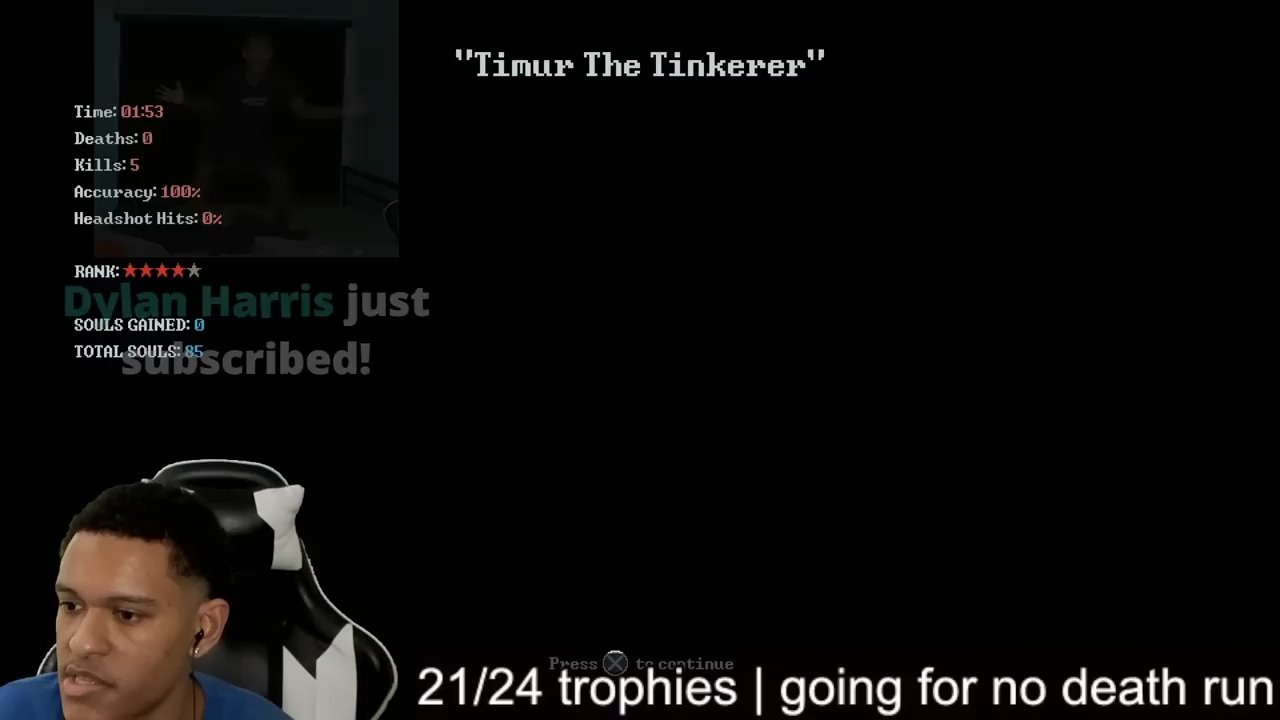 "Timur The Tinkerer"
Time: 01:53
Deaths: 0
Kills: 5
Accuracy: 100%
Headshot Hits: 0%
RANK: ★★★★★
Dylan Harris just
SOULS GAINED: 0
TOTAL SOULS: 85
subscribed!
Press ⓧ to continue
21/24 trophies | going for no death run